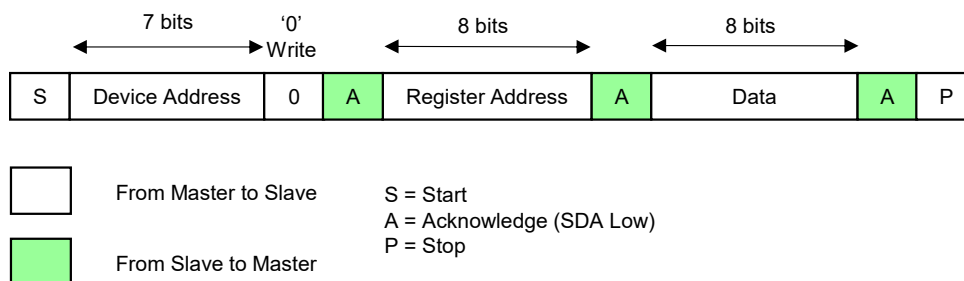 7 bits ‘0’ 8 bits 8 bits
Write
S Device Address 0 A Register Address A Data A P
From Master to Slave
S = Start
A = Acknowledge (SDA Low)
P = Stop
From Slave to Master